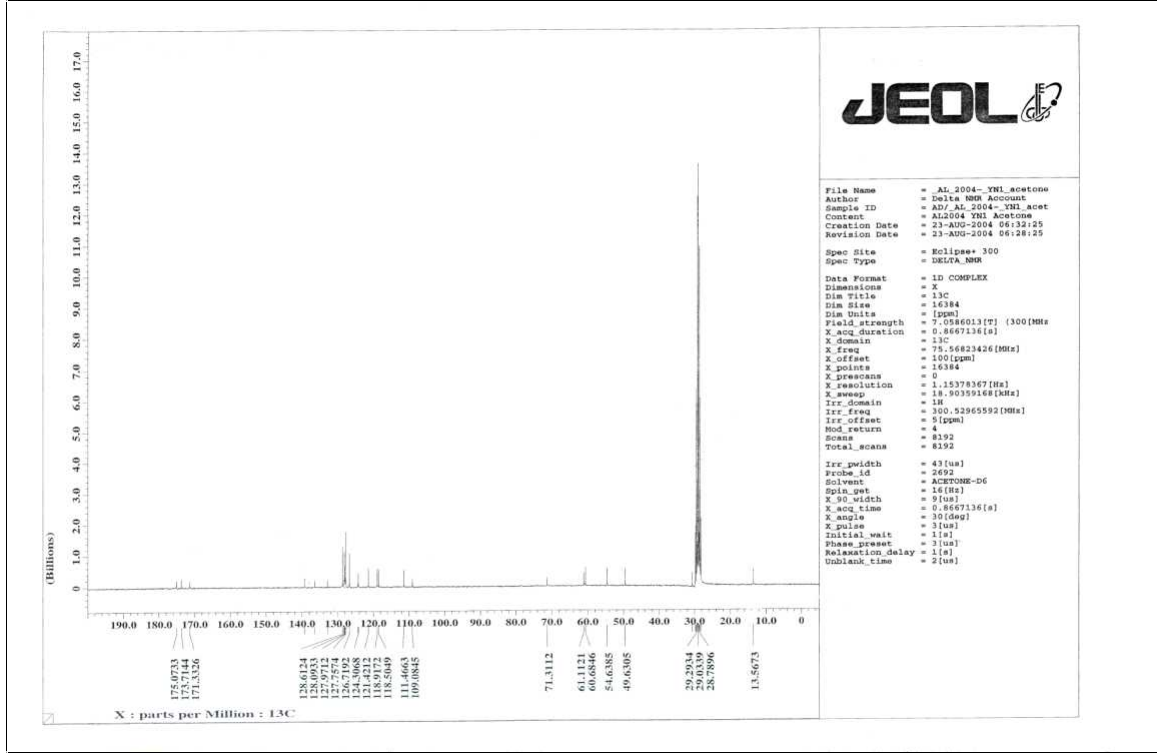 JEOL
17.0
16.0
15.0
14.0
13.0
12.0
11.0
10.0
9.0
8.0
7.0
6.0
5.0
4.0
3.0
2.0
1.0
0
(Billions)
190.0 180.0 170.0 160.0 150.0 140.0 130.0 120.0 110.0 100.0 90.0 80.0 70.0 60.0 50.0 40.0 30.0 20.0 10.0 0
175.0733
173.7144
171.3326
128.6124
128.0933
127.9712
127.7574
126.7192
124.3068
121.4212
118.9172
118.5049
111.4663
109.0845
71.3112
61.1121
60.6846
54.6385
49.6305
29.2934
29.0339
28.7896
13.5673
X : parts per Million : 13C
File Name = _AL_2004-_YN1_acetone
Author = Delta NMR Account
Sample ID = AD/_AL_2004-_YN1_acet
Content = AL2004 YN1 Acetone
Creation Date = 23-AUG-2004 06:32:25
Revision Date = 23-AUG-2004 06:28:25
Spec Site = Eclipse+ 300
Spec Type = DELTA_NMR
Data Format = 1D COMPLEX
Dimensions = X
Dim Title = 13C
Dim Size = 16384
Dim Units = [ppm]
Field_strength = 7.0586013[T] (300[MHz
X_acq_duration = 0.8667136[s]
X_domain = 13C
X_freq = 75.56823426[MHz]
X_offset = 100[ppm]
X_points = 16384
X_prescans = 0
X_resolution = 1.15378367[Hz]
X_sweep = 18.90359168[kHz]
Irr_domain = 1H
Irr_freq = 300.52965592[MHz]
Irr_offset = 5[ppm]
Mod_return = 4
Scans = 8192
Total_scans = 8192
Irr_pwidth = 43[us]
Probe_id = 2692
Solvent = ACETONE-D6
Spin_get = 16[Hz]
X_90_width = 9[us]
X_acq_time = 0.8667136[s]
X_angle = 30[deg]
X_pulse = 3[us]
Initial_wait = 1[s]
Phase_preset = 3[us]
Relaxation_delay = 1[s]
Unblank_time = 2[us]